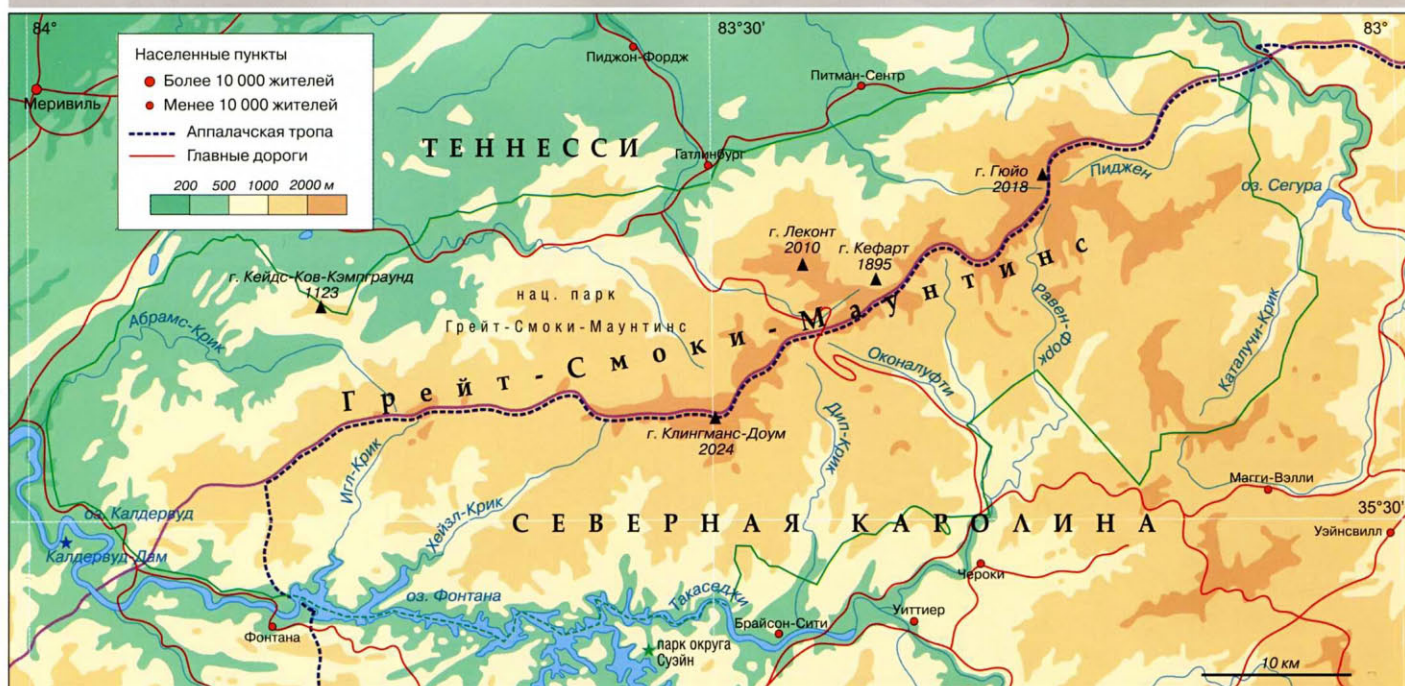 84°
83°30'
83°
Населенные пункты
Более 10 000 жителей
Менее 10 000 жителей
Аппалачская тропа
Главные дороги
200 500 1000 2000 м
Меривиль
Пиджон-Фордж
Питман-Сентр
ТЕННЕССИ
Гатлинбург
г. Гюйо
2018
Пиджен
оз. Сегура
г. Леконт
2010
г. Кефарт
1895
г. Кейдс-Ков-Кэмпграунд
1123
нац. парк
Грейт-Смоки-Маунтинс
Абрамс-Крик
Грейт-Смоки-Маунтинс
Равен-Форк
Каталучи-Крик
Оконалуфти
Дип-Крик
г. Клингманс-Доум
2024
Игл-Крик
Хейзл-Крик
Магги-Вэлли
оз. Калдервуд
СЕВЕРНАЯ КАРОЛИНА
35°30'
Уэйнсвилл
Калдервуд-Дам
Чероки
оз. Фонтана
Такаседжи
Фонтана
Брайсон-Сити
Уиттиер
парк округа
Суэйн
10 км